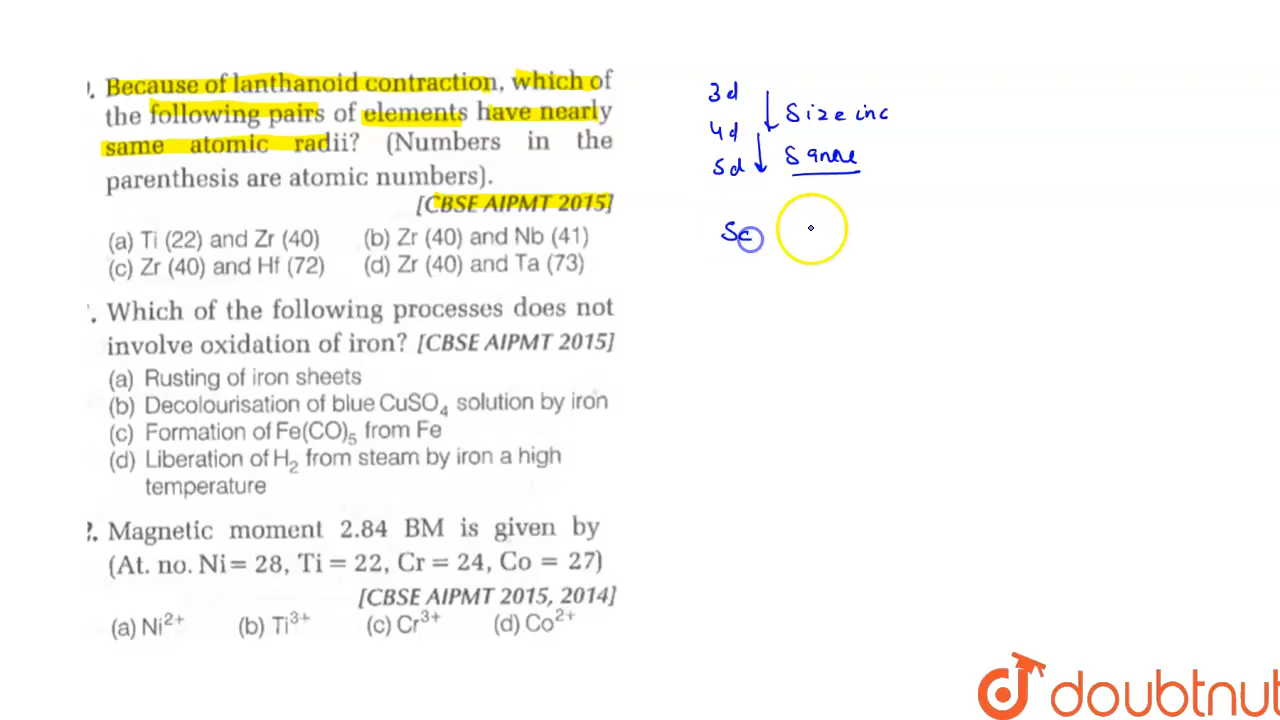 ). Because of lanthanoid contraction, which of
the following pairs of elements have nearly
same atomic radii? (Numbers in the
parenthesis are atomic numbers).
[CBSE AIPMT 2015]
(a) Ti (22) and Zr (40) (b) Zr (40) and Nb (41)
(c) Zr (40) and Hf (72) (d) Zr (40) and Ta (73)
. Which of the following processes does not
involve oxidation of iron? [CBSE AIPMT 2015]
(a) Rusting of iron sheets
(b) Decolourisation of blue CuSO₄ solution by iron
(c) Formation of Fe(CO)₅ from Fe
(d) Liberation of H₂ from steam by iron a high
temperature
2. Magnetic moment 2.84 BM is given by
(At. no. Ni= 28, Ti = 22, Cr = 24, Co = 27)
[CBSE AIPMT 2015, 2014]
(a) Ni²⁺ (b) Ti³⁺ (c) Cr³⁺ (d) Co²⁺
3d
4d
5d
Size inc
Same
Sc
doubtnut